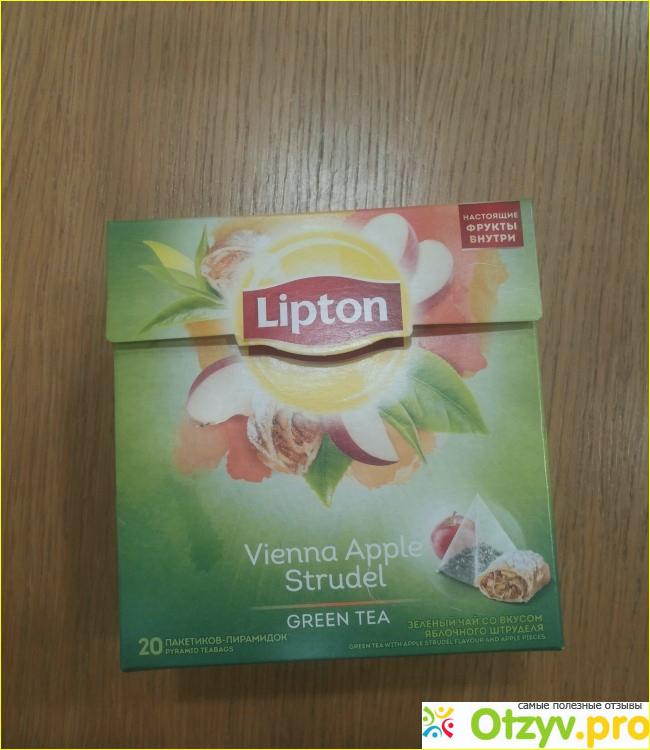 НАСТОЯЩИЕ
ФРУКТЫ
ВНУТРИ
Lipton
Vienna Apple
Strudel
GREEN TEA
20 ПАКЕТИКОВ-ПИРАМИДОК
PYRAMID TEABAGS
ЗЕЛЕНЫЙ ЧАЙ СО ВКУСОМ
ЯБЛОЧНОГО ШТРУДЕЛЯ
GREEN TEA WITH APPLE STRUDEL FLAVOUR AND APPLE PIECES
самые полезные отзывы
Otzyv.pro